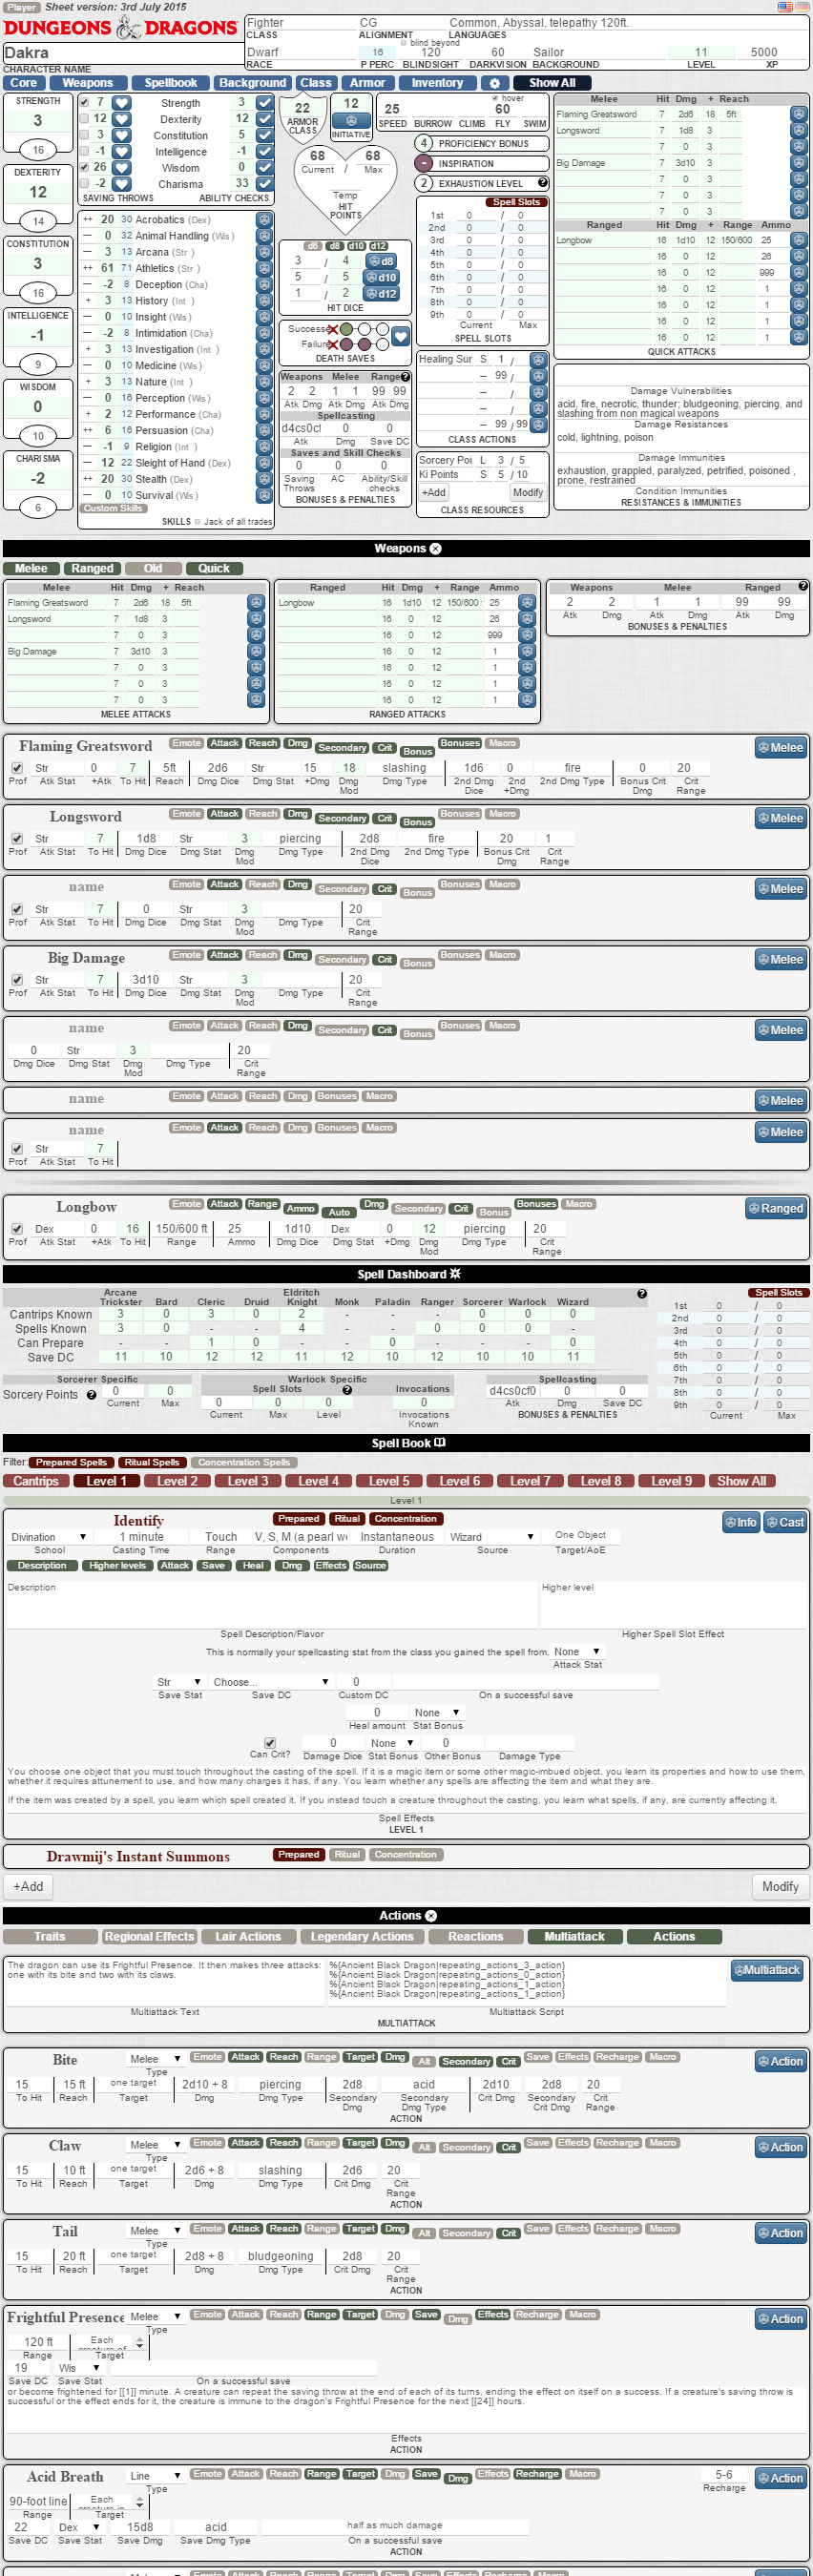 Player Sheet version: 3rd July 2015
DUNGEONS & DRAGONS
Fighter CG Common, Abyssal, telepathy 120ft.
CLASS ALIGNMENT LANGUAGES
blind beyond
Dakra
Dwarf 16 120 60 Sailor 11 5000
RACE P PERC BLINDSIGHT DARKVISION BACKGROUND LEVEL XP
CHARACTER NAME
Core Weapons Spellbook Background Class Armor Inventory Show All
STRENGTH
3
16
DEXTERITY
12
14
CONSTITUTION
3
16
INTELLIGENCE
-1
9
WISDOM
0
10
CHARISMA
-2
6
7 Strength 3
12 Dexterity 12
3 Constitution 5
-1 Intelligence -1
26 Wisdom 0
-2 Charisma 33
SAVING THROWS ABILITY CHECKS
++ 20 30 Acrobatics (Dex)
— 0 32 Animal Handling (Wis)
— 3 13 Arcana (Str)
++ 61 71 Athletics (Str)
— -2 8 Deception (Cha)
+ 3 13 History (Int)
— 0 10 Insight (Wis)
— -2 8 Intimidation (Cha)
+ 3 13 Investigation (Int)
— 0 10 Medicine (Wis)
+ 3 13 Nature (Int)
— 0 16 Perception (Wis)
+ 2 12 Performance (Cha)
++ 6 16 Persuasion (Cha)
— -1 9 Religion (Int)
— 12 22 Sleight of Hand (Dex)
++ 20 30 Stealth (Dex)
— 0 10 Survival (Wis)
Custom Skills
SKILLS Jack of all trades
22
ARMOR CLASS
12
INITIATIVE
hover
25 60
SPEED BURROW CLIMB FLY SWIM
68 / 68
Current Max
Temp
HIT POINTS
4 PROFICIENCY BONUS
- INSPIRATION
2 EXHAUSTION LEVEL
d6 d8 d10 d12
3 / 4 d8
5 / 5 d10
1 / 2 d12
HIT DICE
Failure
DEATH SAVES
Weapons Melee Range
2 2 1 1 99 99
Atk Dmg Atk Dmg Atk Dmg
Spellcasting
d4cs0cf 0 0
Atk Dmg Save DC
Saves and Skill Checks
0 0 0
Saving Throws AC Ability/Skill checks
BONUSES & PENALTIES
Spell Slots
1st 0 / 0
2nd 0 / 0
3rd 0 / 0
4th 0 / 0
5th 0 / 0
6th 0 / 0
7th 0 / 0
8th 0 / 0
9th 0 / 0
Current Max
SPELL SLOTS
Healing Sur S 1 /
— 99 /
— /
— /
— 99 / 99
CLASS ACTIONS
Sorcery Poi L 3 / 5
Ki Points S 5 / 10
+Add Modify
CLASS RESOURCES
Melee Hit Dmg + Reach
Flaming Greatsword 7 2d6 18 5ft
Longsword 7 1d8 3
7 0 3
Big Damage 7 3d10 3
7 0 3
7 0 3
7 0 3
Ranged Hit Dmg + Range Ammo
Longbow 16 1d10 12 150/600 25
16 0 12 26
16 0 12 999
16 0 12 1
16 0 12 1
16 0 12 1
16 0 12 1
QUICK ATTACKS
Damage Vulnerabilities
acid, fire, necrotic, thunder; bludgeoning, piercing, and
slashing from non magical weapons
Damage Resistances
cold, lightning, poison
Damage Immunities
exhaustion, grappled, paralyzed, petrified, poisoned ,
prone, restrained
Condition Immunities
RESISTANCES & IMMUNITIES
Weapons
Melee Ranged Old Quick
Melee Hit Dmg + Reach
Flaming Greatsword 7 2d6 18 5ft
Longsword 7 1d8 3
7 0 3
Big Damage 7 3d10 3
7 0 3
7 0 3
7 0 3
MELEE ATTACKS
Ranged Hit Dmg + Range Ammo
Longbow 16 1d10 12 150/600 25
16 0 12 26
16 0 12 999
16 0 12 1
16 0 12 1
16 0 12 1
16 0 12 1
RANGED ATTACKS
Weapons Melee Ranged
2 2 1 1 99 99
Atk Dmg Atk Dmg Atk Dmg
BONUSES & PENALTIES
Flaming Greatsword Emote Attack Reach Dmg Secondary Crit Bonus Bonuses Macro Melee
Str 0 7 5ft 2d6 Str 15 18 slashing 1d6 0 fire 0 20
Prof Atk Stat +Atk To Hit Reach Dmg Dice Dmg Stat +Dmg Dmg Mod Dmg Type 2nd Dmg Dice 2nd +Dmg 2nd Dmg Type Bonus Crit Dmg Crit Range
Longsword Emote Attack Reach Dmg Secondary Crit Bonus Bonuses Macro Melee
Str 7 1d8 Str 3 piercing 2d8 fire 20 1
Prof Atk Stat To Hit Dmg Dice Dmg Stat Dmg Mod Dmg Type 2nd Dmg Dice 2nd Dmg Type Bonus Crit Dmg Crit Range
name Emote Attack Reach Dmg Secondary Crit Bonus Bonuses Macro Melee
Str 7 0 Str 3 20
Prof Atk Stat To Hit Dmg Dice Dmg Stat Dmg Mod Dmg Type Crit Range
Big Damage Emote Attack Reach Dmg Secondary Crit Bonus Bonuses Macro Melee
Str 7 3d10 Str 3 20
Prof Atk Stat To Hit Dmg Dice Dmg Stat Dmg Mod Dmg Type Crit Range
name Emote Attack Reach Dmg Secondary Crit Bonus Bonuses Macro Melee
0 Str 3 20
Dmg Dice Dmg Stat Dmg Mod Dmg Type Crit Range
name Emote Attack Reach Dmg Bonuses Macro Melee
name Emote Attack Reach Dmg Bonuses Macro Melee
Str 7
Prof Atk Stat To Hit
Longbow Emote Attack Range Ammo Auto Dmg Secondary Crit Bonus Bonuses Macro Ranged
Dex 0 16 150/600 ft 25 1d10 Dex 0 12 piercing 20
Prof Atk Stat +Atk To Hit Range Ammo Dmg Dice Dmg Stat +Dmg Dmg Mod Dmg Type Crit Range
Spell Dashboard
Arcane Trickster Bard Cleric Druid Eldritch Knight Monk Paladin Ranger Sorcerer Warlock Wizard
Cantrips Known 3 0 3 0 2 - - - 0 0 0
Spells Known 3 0 - - 4 - - 0 0 0 -
Can Prepare - - 1 0 - - 0 - - - 0
Save DC 11 10 12 12 11 12 10 12 10 10 11
Sorcerer Specific
Sorcery Points 0 0
Current Max
Warlock Specific
Spell Slots Invocations
0 0 0 0
Current Max Level Invocations Known
Spellcasting
d4cs0cf0 0 0
Atk Dmg Save DC
BONUSES & PENALTIES
Spell Slots
1st 0 / 0
2nd 0 / 0
3rd 0 / 0
4th 0 / 0
5th 0 / 0
6th 0 / 0
7th 0 / 0
8th 0 / 0
9th 0 / 0
Current Max
Spell Book
Filter: Prepared Spells Ritual Spells Concentration Spells
Cantrips Level 1 Level 2 Level 3 Level 4 Level 5 Level 6 Level 7 Level 8 Level 9 Show All
Level 1
Identify Prepared Ritual Concentration Info Cast
Divination 1 minute Touch V, S, M (a pearl wo Instantaneous Wizard One Object
School Casting Time Range Components Duration Source Target/AoE
Description Higher levels Attack Save Heal Dmg Effects Source
Description Higher level
Spell Description/Flavor Higher Spell Slot Effect
This is normally your spellcasting stat from the class you gained the spell from. None
Attack Stat
Str Choose... 0
Save Stat Save DC Custom DC On a successful save
0 None
Heal amount Stat Bonus
0 None 0
Can Crit? Damage Dice Stat Bonus Other Bonus Damage Type
You choose one object that you must touch throughout the casting of the spell. If it is a magic item or some other magic-imbued object, you learn its properties and how to use them,
whether it requires attunement to use, and how many charges it has, if any. You learn whether any spells are affecting the item and what they are.
If the item was created by a spell, you learn which spell created it. If you instead touch a creature throughout the casting, you learn what spells, if any, are currently affecting it.
Spell Effects
LEVEL 1
Drawmij's Instant Summons Prepared Ritual Concentration
+Add Modify
Actions
Traits Regional Effects Lair Actions Legendary Actions Reactions Multiattack Actions
The dragon can use its Frightful Presence. It then makes three attacks:
one with its bite and two with its claws.
%{Ancient Black Dragon|repeating_actions_3_action}
%{Ancient Black Dragon|repeating_actions_0_action}
%{Ancient Black Dragon|repeating_actions_1_action}
%{Ancient Black Dragon|repeating_actions_1_action}
Multiattack
Multiattack Text Multiattack Script
MULTIATTACK
Bite Melee Emote Attack Reach Range Target Dmg Alt Secondary Crit Save Effects Recharge Macro Action
Type
15 15 ft one target 2d10 + 8 piercing 2d8 acid 2d10 2d8 20
To Hit Reach Target Dmg Dmg Type Secondary Dmg Secondary Dmg Type Crit Dmg Secondary Crit Dmg Crit Range
ACTION
Claw Melee Emote Attack Reach Range Target Dmg Alt Secondary Crit Save Effects Recharge Macro Action
Type
15 10 ft one target 2d6 + 8 slashing 2d6 20
To Hit Reach Target Dmg Dmg Type Crit Dmg Crit Range
ACTION
Tail Melee Emote Attack Reach Range Target Dmg Alt Secondary Crit Save Effects Recharge Macro Action
Type
15 20 ft one target 2d8 + 8 bludgeoning 2d8 20
To Hit Reach Target Dmg Dmg Type Crit Dmg Crit Range
ACTION
Frightful Presence Melee Emote Attack Reach Range Target Dmg Save Dmg Effects Recharge Macro Action
Type
120 ft Each
Range Target
19 Wis
Save DC Save Stat On a successful save
or become frightened for [[1]] minute. A creature can repeat the saving throw at the end of each of its turns, ending the effect on itself on a success. If a creature's saving throw is
successful or the effect ends for it, the creature is immune to the dragon's Frightful Presence for the next [[24]] hours.
Effects
ACTION
Acid Breath Line Emote Attack Reach Range Target Dmg Save Dmg Effects Recharge Macro 5-6 Action
Type Recharge
90-foot line Each
Range Target
22 Dex 15d8 acid half as much damage
Save DC Save Stat Save Dmg Save Dmg Type On a successful save
ACTION